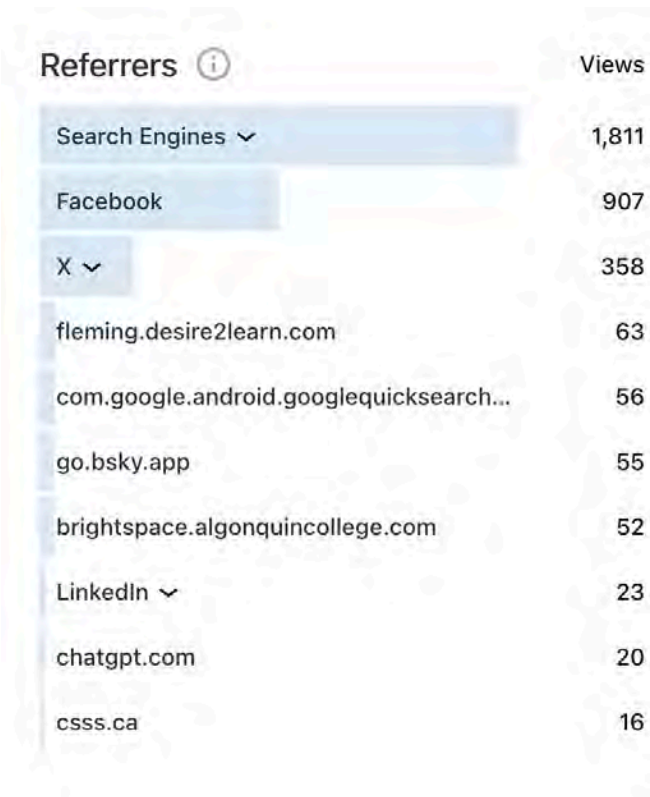 Referrers Views
Search Engines 1,811
Facebook 907
X 358
fleming.desire2learn.com 63
com.google.android.googlequicksearch... 56
go.bsky.app 55
brightspace.algonquincollege.com 52
LinkedIn 23
chatgpt.com 20
csss.ca 16